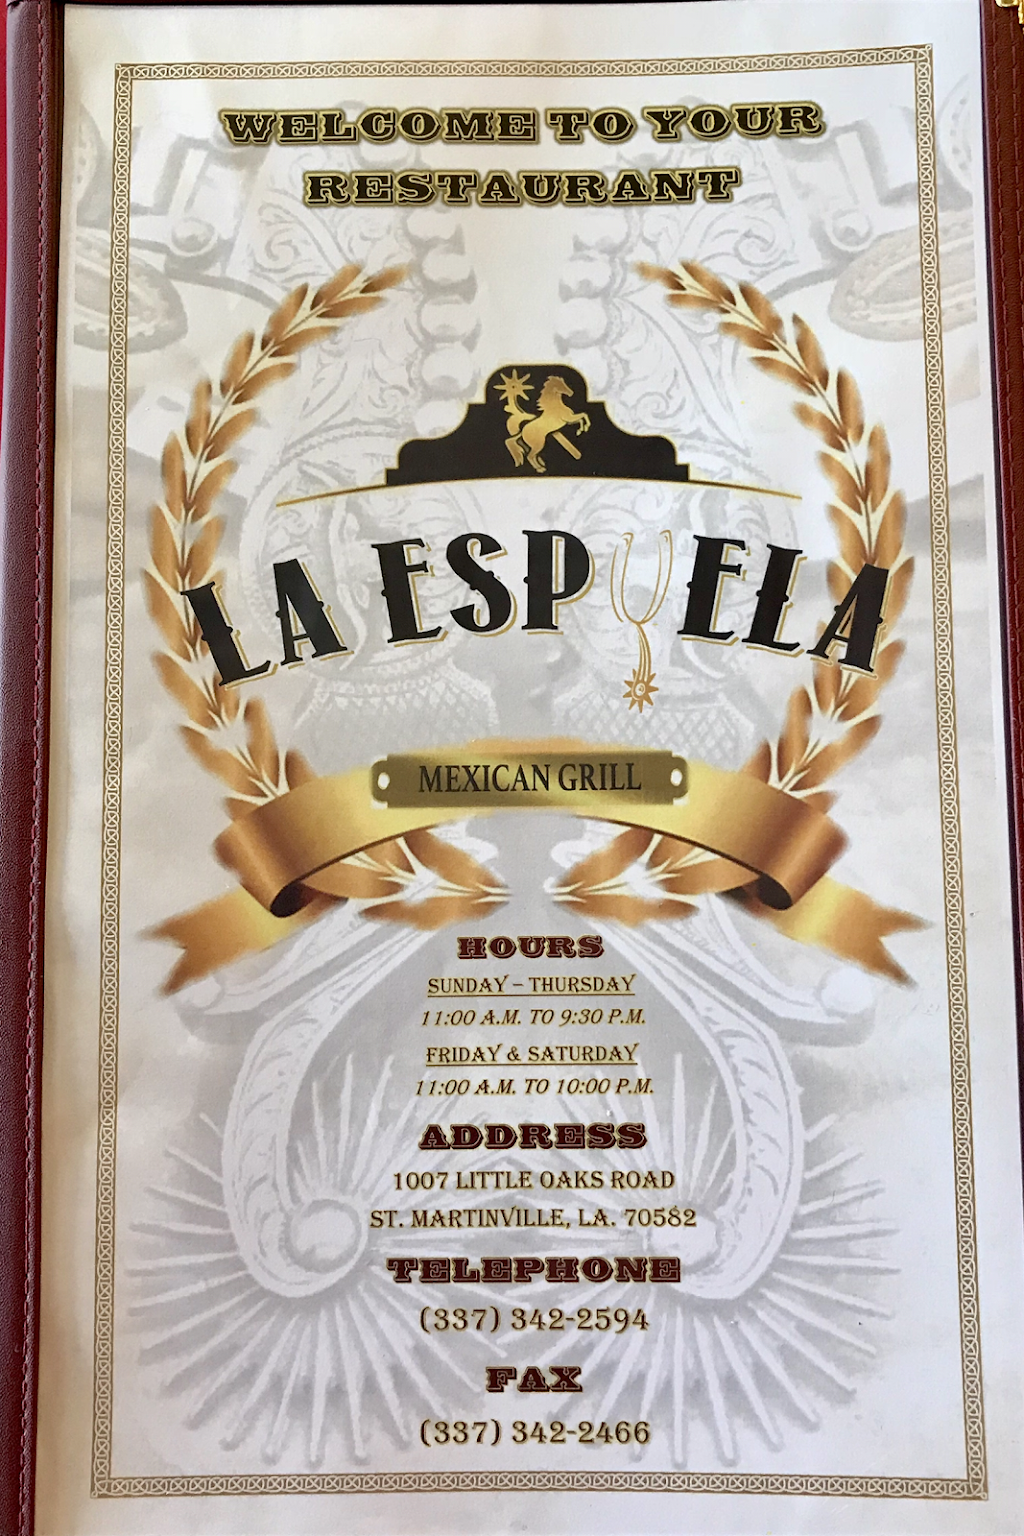 WELCOME TO YOUR
RESTAURANT
LA ESPUELA
MEXICAN GRILL
HOURS
SUNDAY – THURSDAY
11:00 A.M. TO 9:30 P.M.
FRIDAY & SATURDAY
11:00 A.M. TO 10:00 P.M.
ADDRESS
1007 LITTLE OAKS ROAD
ST. MARTINVILLE, LA. 70582
TELEPHONE
(337) 342-2594
FAX
(337) 342-2466